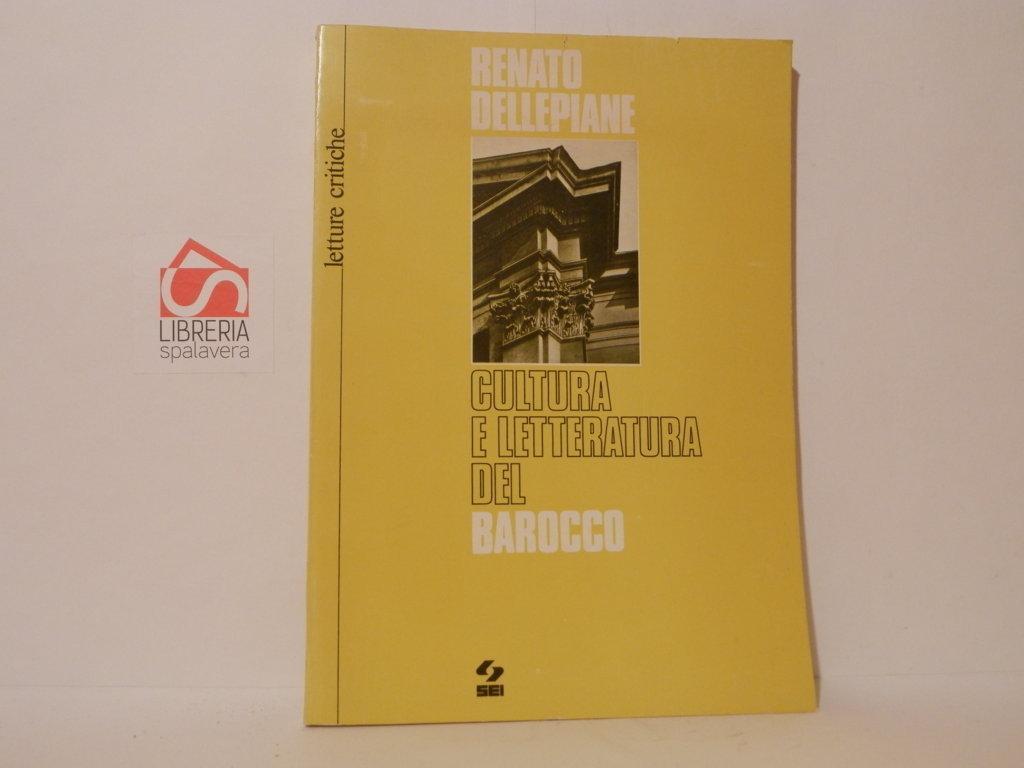 RENATO
DELLEPIANE
letture critiche
CULTURA
E LETTERATURA
DEL
BAROCCO
SEI
LIBRERIA
spalavera